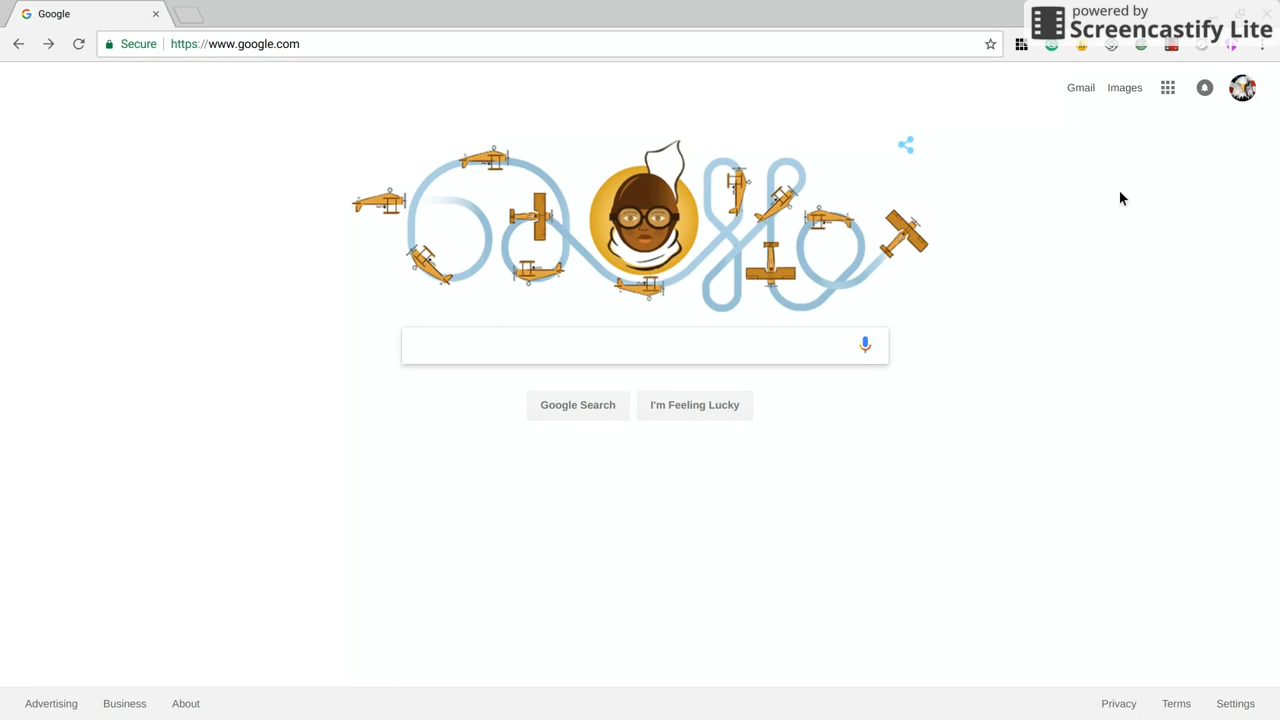 Google
powered by
Screencastify Lite
Secure
https://www.google.com
Gmail
Images
Google Search
I'm Feeling Lucky
Advertising
Business
About
Privacy
Terms
Settings